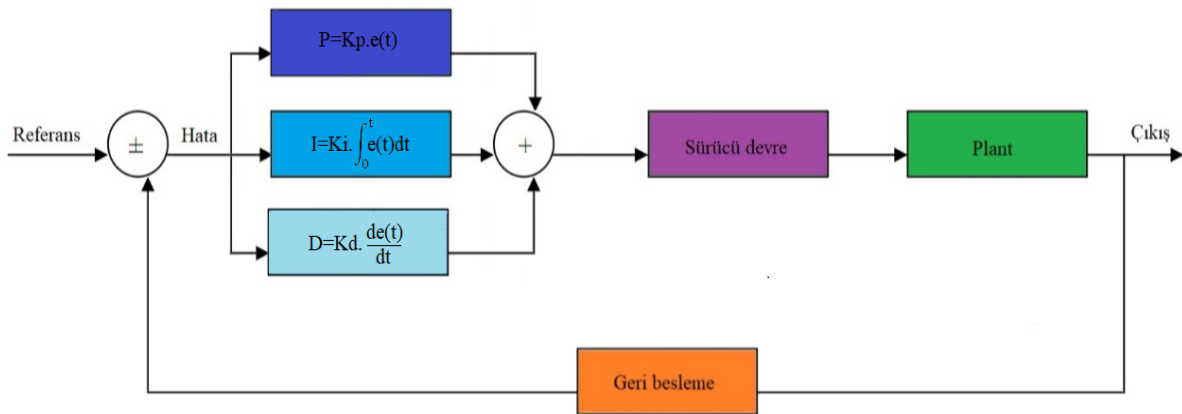 P=Kp.e(t)
Referans
±
Hata
I=Ki.∫₀ᵗe(t)dt
+
Sürücü devre
Plant
Çıkış
D=Kd. de(t)/dt
Geri besleme